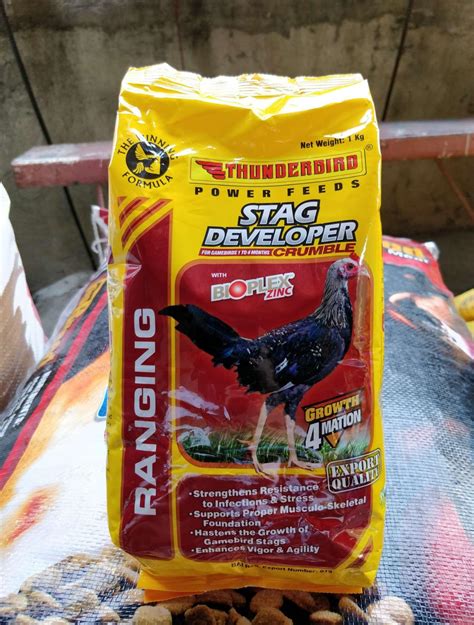 Net Weight: 1 Kg
THE WINNING
FORMULA
THUNDERBIRD®
POWER FEEDS
STAG
DEVELOPER
FOR GAMEBIRDS 1 TO 4 MONTHS
CRUMBLE
WITH
BIOPLEX
ZINC
RANGING
GROWTH
4MATION
EXPORT
QUALITY
•Strengthens Resistance
to Infections & Stress
•Supports Proper Musculo-Skeletal
Foundation
•Hastens the Growth of
Gamebird Stags
•Enhances Vigor & Agility
Export Number